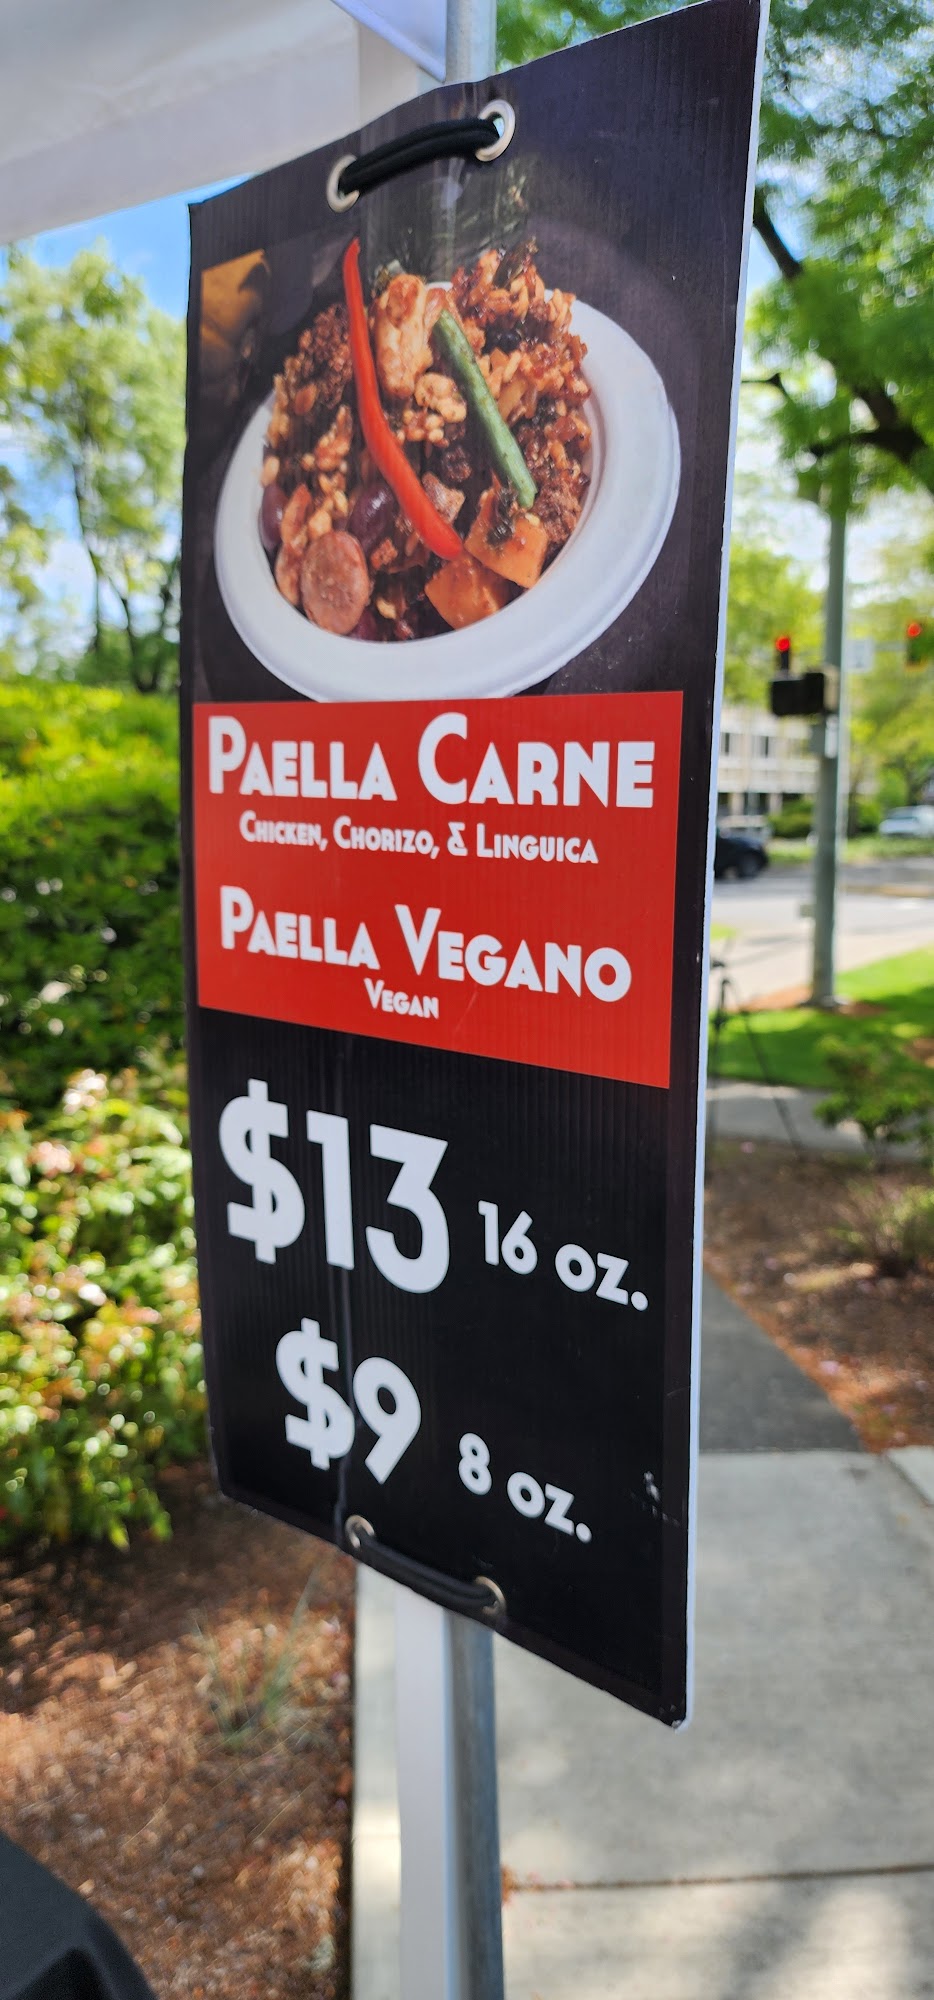 Paella Carne
Chicken, Chorizo, & Linguica
Paella Vegano
Vegan
$13 16 oz.
$9 8 oz.